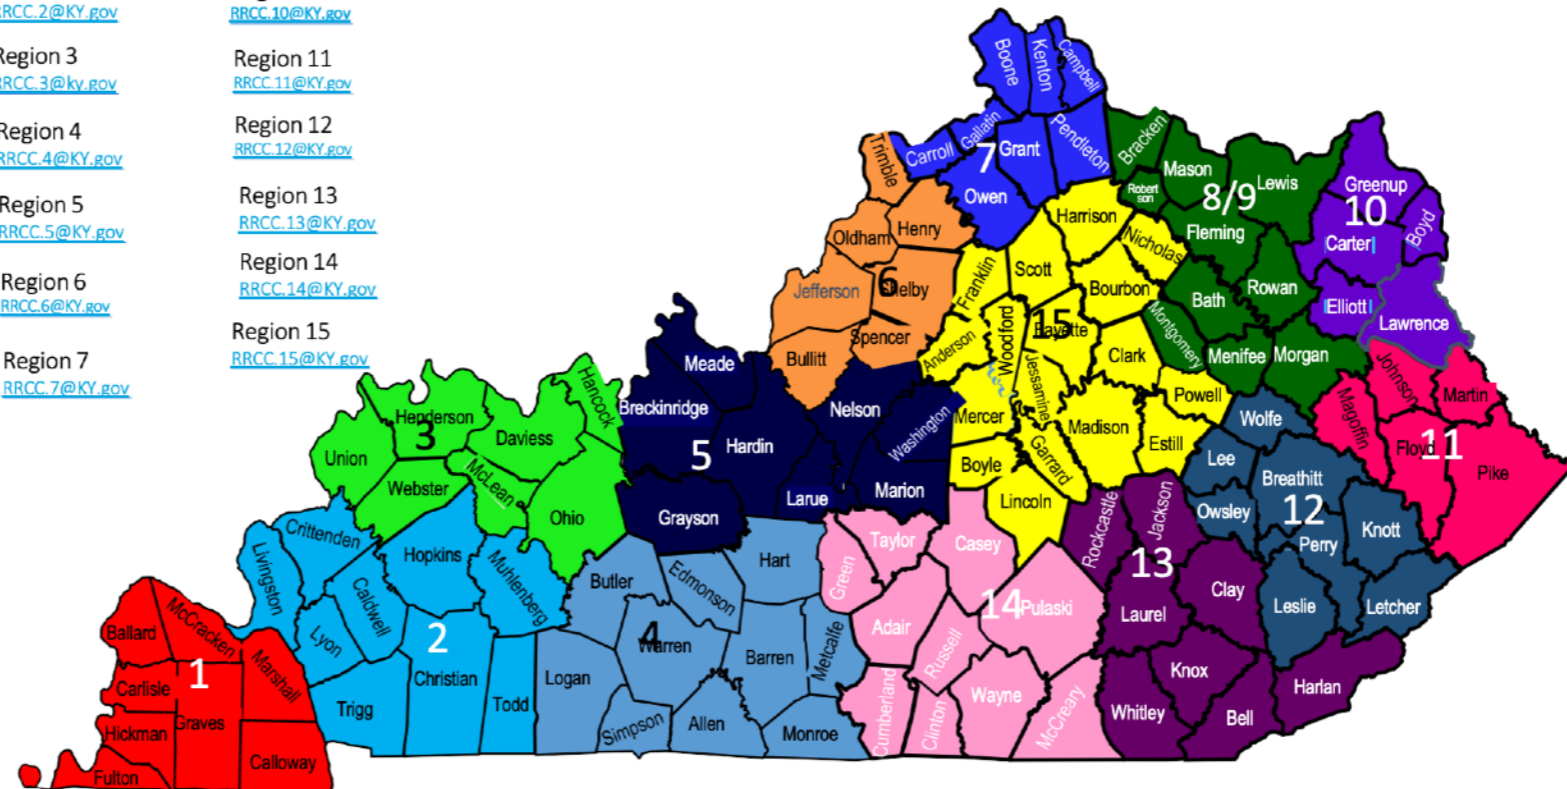 RRCC.2@KY.gov
Region 3
RRCC.3@ky.gov
Region 4
RRCC.4@KY.gov
Region 5
RRCC.5@KY.gov
Region 6
RRCC.6@KY.gov
Region 7
RRCC.7@KY.gov
RRCC.10@KY.gov
Region 11
RRCC.11@KY.gov
Region 12
RRCC.12@KY.gov
Region 13
RRCC.13@KY.gov
Region 14
RRCC.14@KY.gov
Region 15
RRCC.15@KY.gov
Boone
Kenton
Campbell
Carroll
Gallatin
7
Grant
Pendleton
Owen
Bracken
Mason
Robert
son
8/9
Lewis
Fleming
Bath
Rowan
Montgomery
Menifee
Morgan
Greenup
10
Carter
Boyd
Elliott
Lawrence
Trimble
Oldham
Henry
Jefferson
6
Shelby
Spencer
Bullitt
Harrison
Nicholas
Franklin
Scott
Bourbon
Woodford
15
Fayette
Anderson
Clark
Jessamine
Powell
Mercer
Madison
Estill
Garrard
Boyle
Lincoln
Johnson
Martin
Magoffin
Floyd
11
Pike
Meade
Breckinridge
Nelson
Washington
Hardin
5
Larue
Marion
Grayson
Hancock
Henderson
3
Daviess
Union
McLean
Webster
Ohio
Wolfe
Lee
Breathitt
Owsley
12
Perry
Knott
Leslie
Letcher
Rockcastle
Jackson
13
Clay
Laurel
Knox
Harlan
Whitley
Bell
Taylor
Casey
Green
14
Pulaski
Adair
Russell
Wayne
Cumberland
Clinton
McCreary
Hart
Butler
Edmonson
4
Warren
Barren
Metcalfe
Logan
Simpson
Allen
Monroe
Crittenden
Livingston
Hopkins
Muhlenberg
Caldwell
Lyon
2
Christian
Trigg
Todd
Ballard
McCracken
Marshall
Carlisle
1
Graves
Hickman
Calloway
Fulton